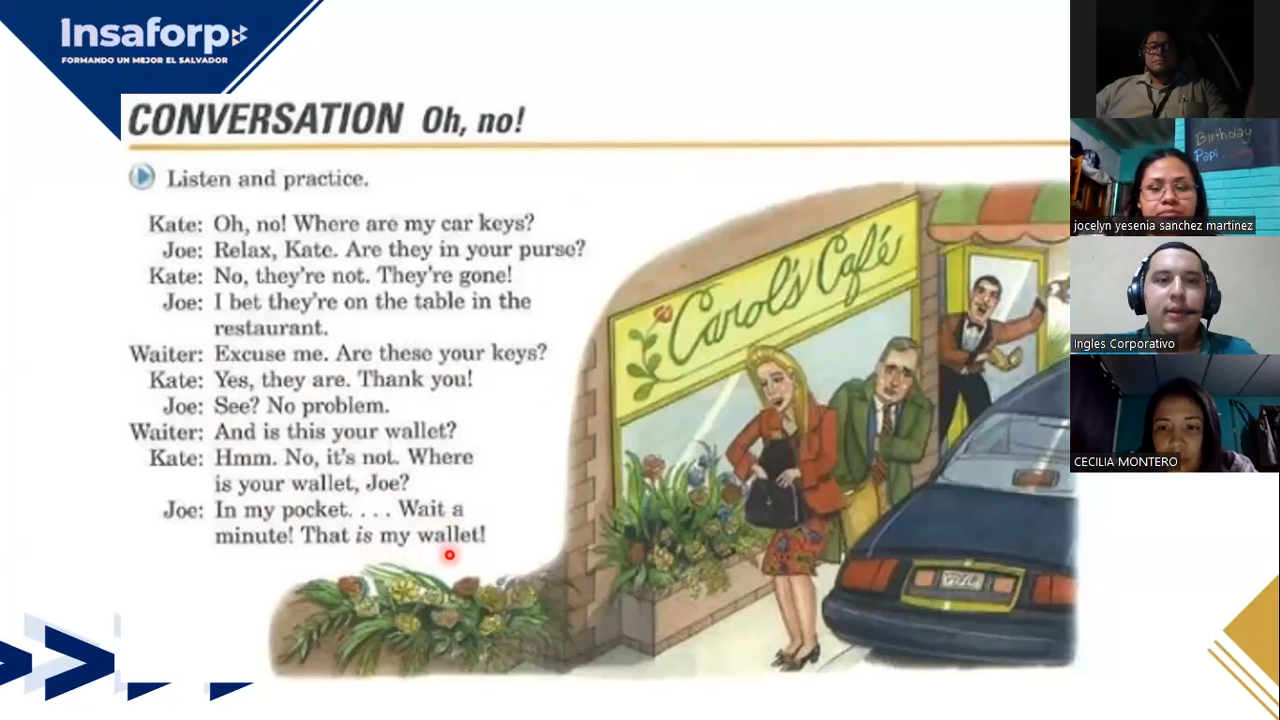 Insaforp
FORMANDO UN MEJOR EL SALVADOR
CONVERSATION Oh, no!
Listen and practice.
Kate: Oh, no! Where are my car keys?
Joe: Relax, Kate. Are they in your purse?
Kate: No, they're not. They're gone!
Joe: I bet they're on the table in the
restaurant.
Waiter: Excuse me. Are these your keys?
Kate: Yes, they are. Thank you!
Joe: See? No problem.
Waiter: And is this your wallet?
Kate: Hmm. No, it's not. Where
is your wallet, Joe?
Joe: In my pocket. . . . Wait a
minute! That is my wallet!
Carol's Café
Birthday
Papi
jocelyn yesenia sanchez martinez
Ingles Corporativo
CECILIA MONTERO